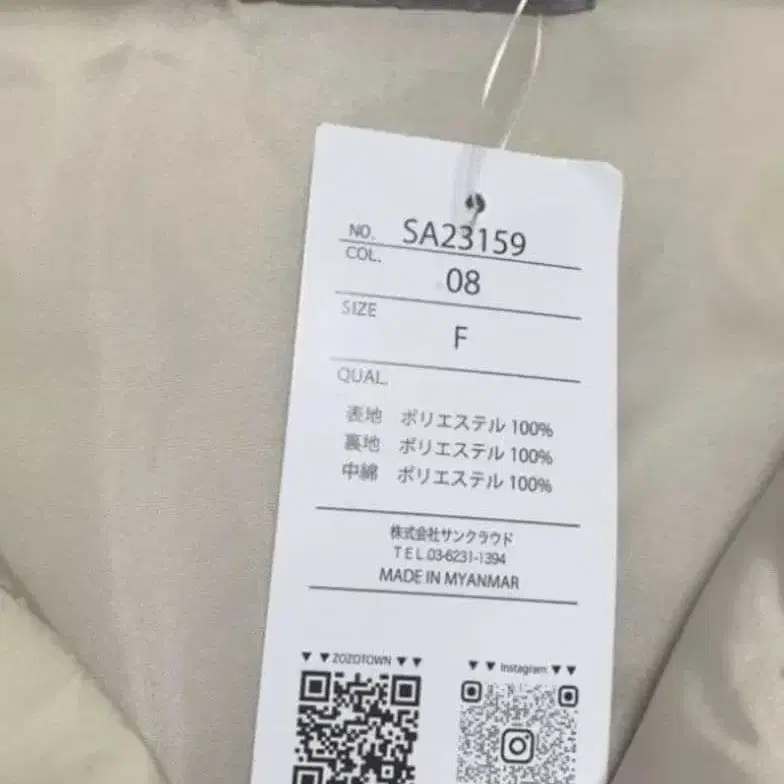 NO. SA23159
COL. 08
SIZE F
QUAL.
表地 ポリエステル 100%
裏地 ポリエステル 100%
中綿 ポリエステル 100%
株式会社サンクラウド
TEL.03-6231-1394
MADE IN MYANMAR
▼ ▼ ZOZOTOWN ▼ ▼
▼ ▼ Instagram ▼ ▼